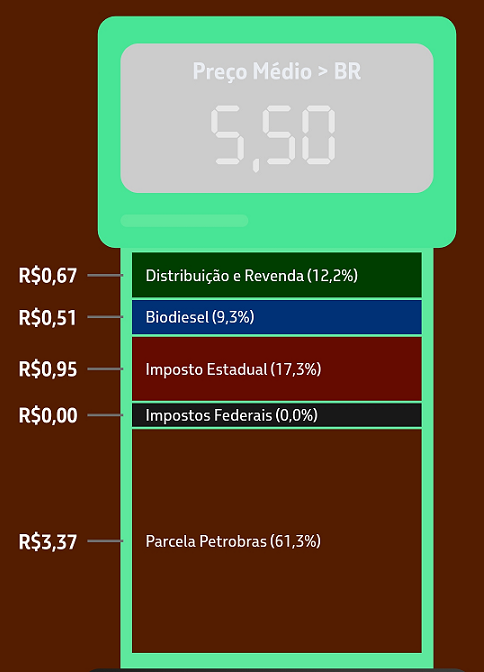 Preço Médio > BR
5,50
R$0,67 Distribuição e Revenda (12,2%)
R$0,51 Biodiesel (9,3%)
R$0,95 Imposto Estadual (17,3%)
R$0,00 Impostos Federais (0,0%)
R$3,37 Parcela Petrobras (61,3%)